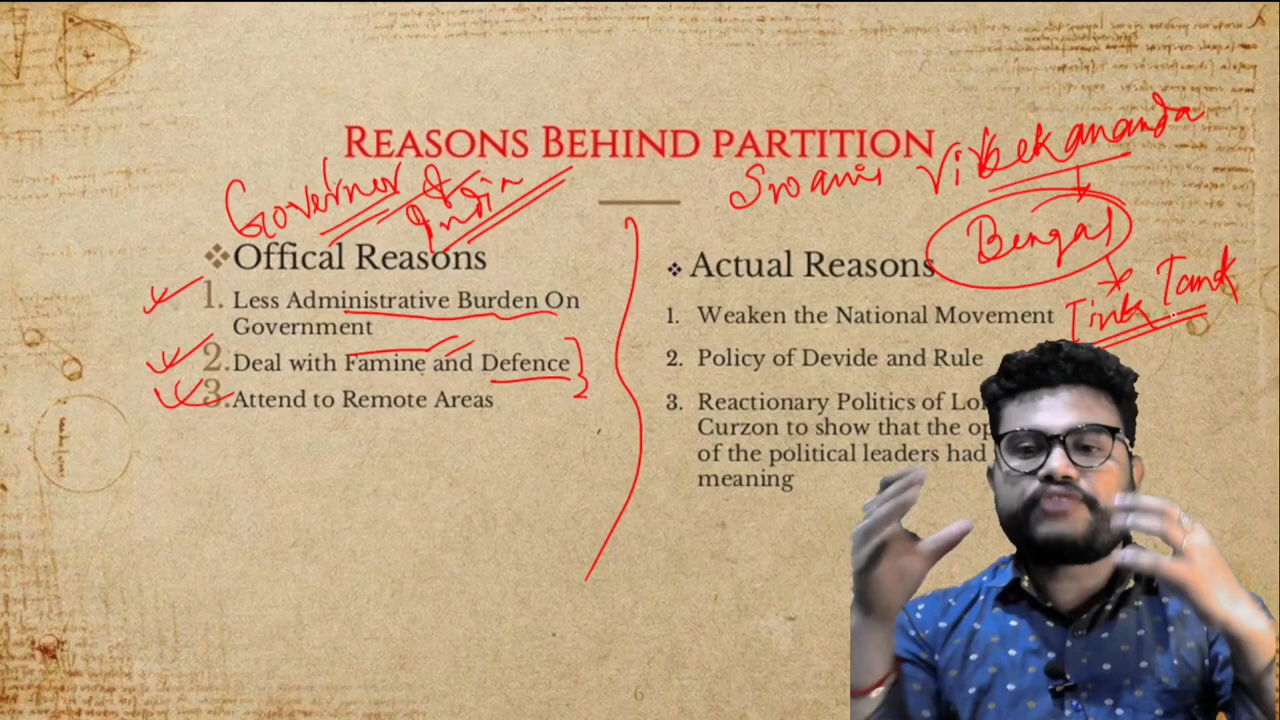 REASONS BEHIND PARTITION
Governor of
India
Swami Vivekananda
Bengal
Tink Tank
❖Offical Reasons
1. Less Administrative Burden On
Government
2. Deal with Famine and Defence
3. Attend to Remote Areas
❖ Actual Reasons
1. Weaken the National Movement
2. Policy of Devide and Rule
3. Reactionary Politics of Lo
Curzon to show that the op
of the political leaders had
meaning
6